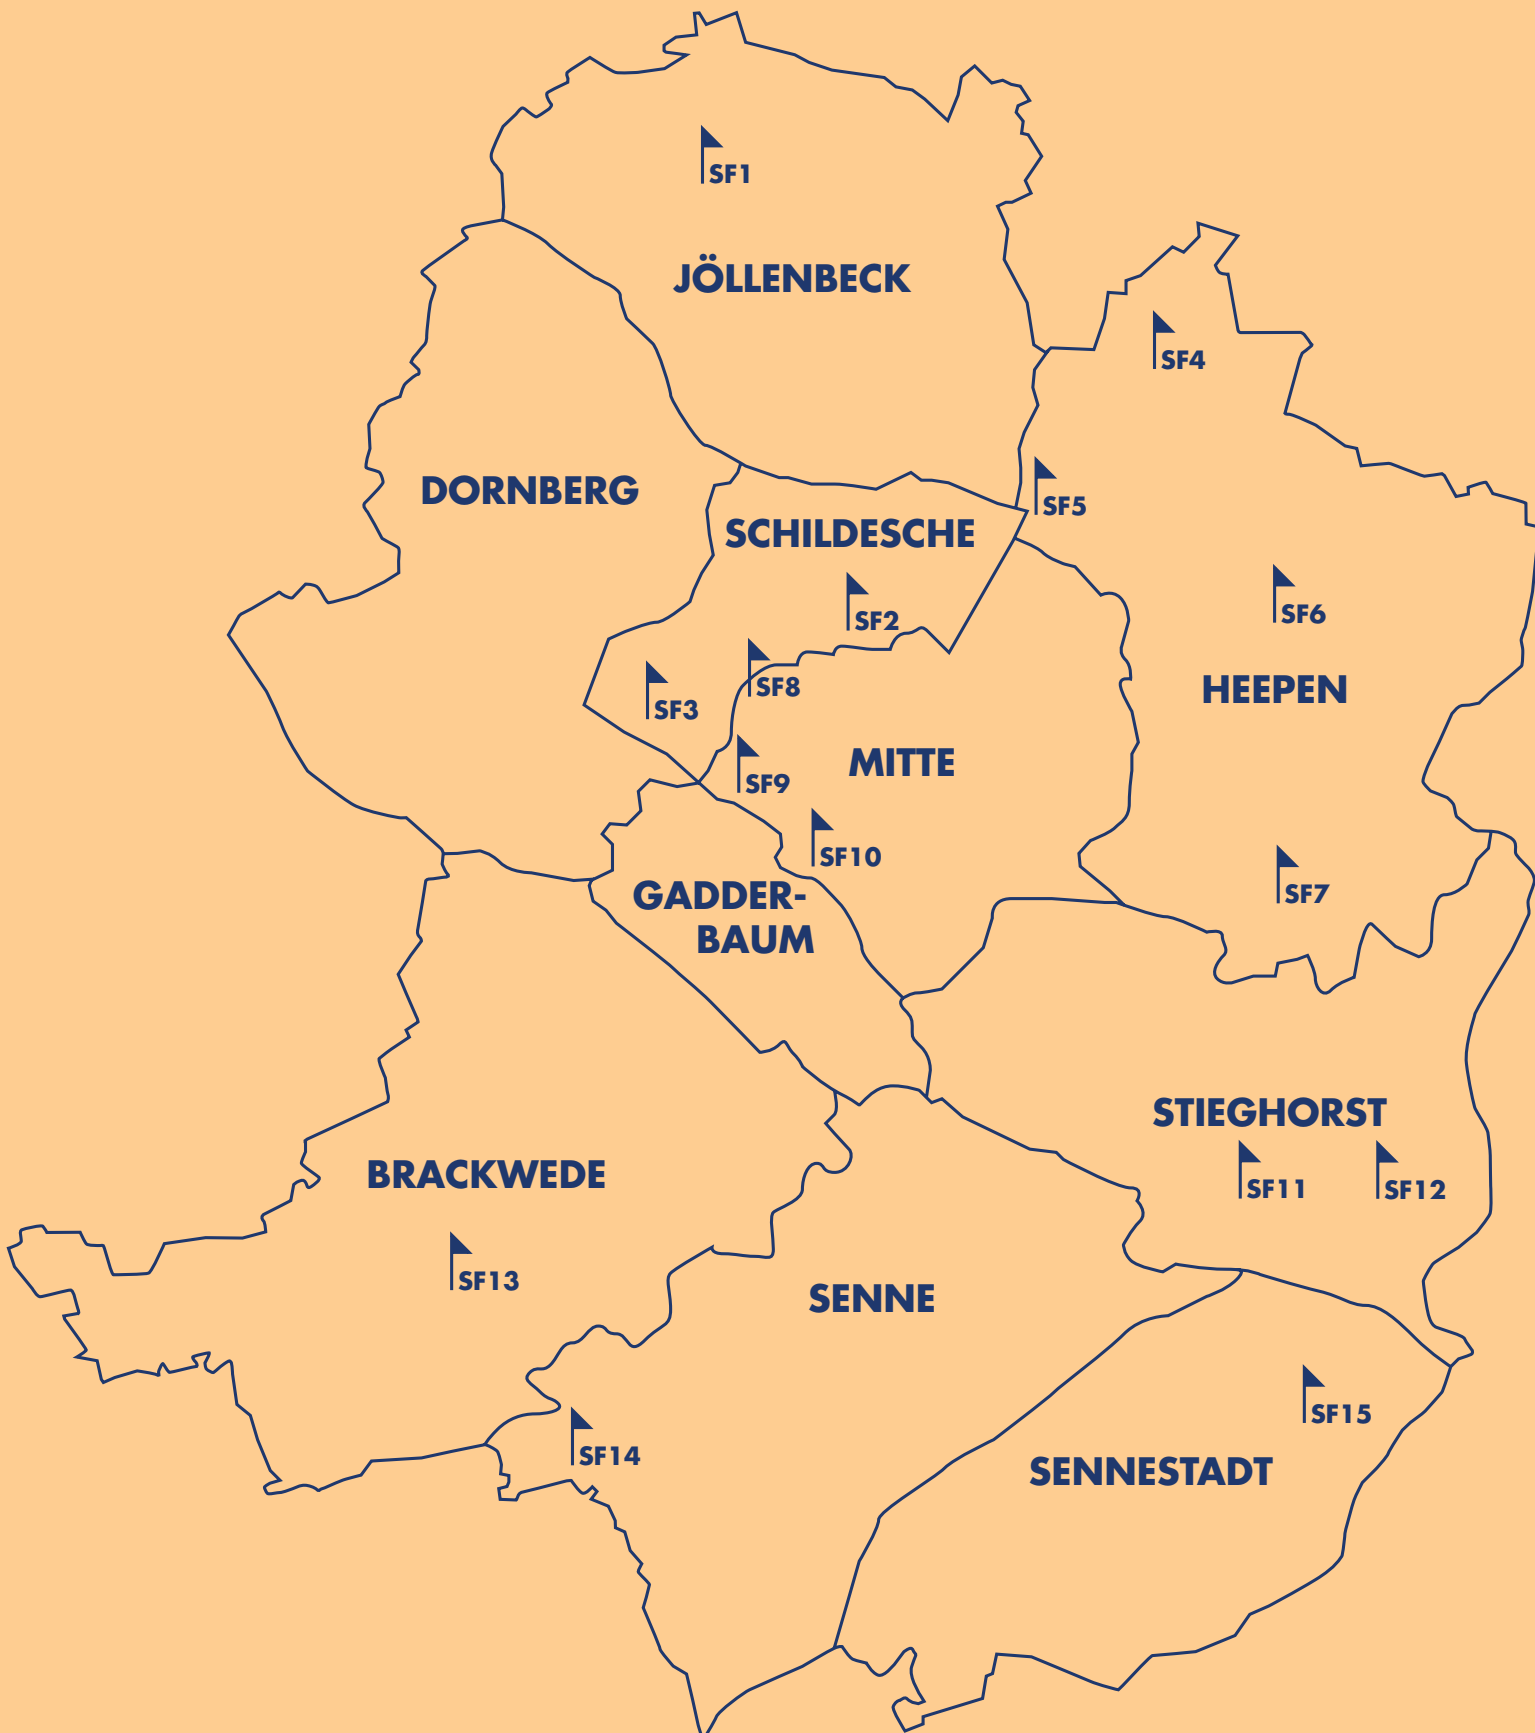 SF1
JÖLLENBECK
SF4
DORNBERG
SF5
SCHILDESCHE
SF2
SF6
SF8
HEEPEN
SF3
MITTE
SF9
SF10
GADDER-
BAUM
SF7
STIEGHORST
BRACKWEDE
SF11
SF12
SF13
SENNE
SF15
SF14
SENNESTADT